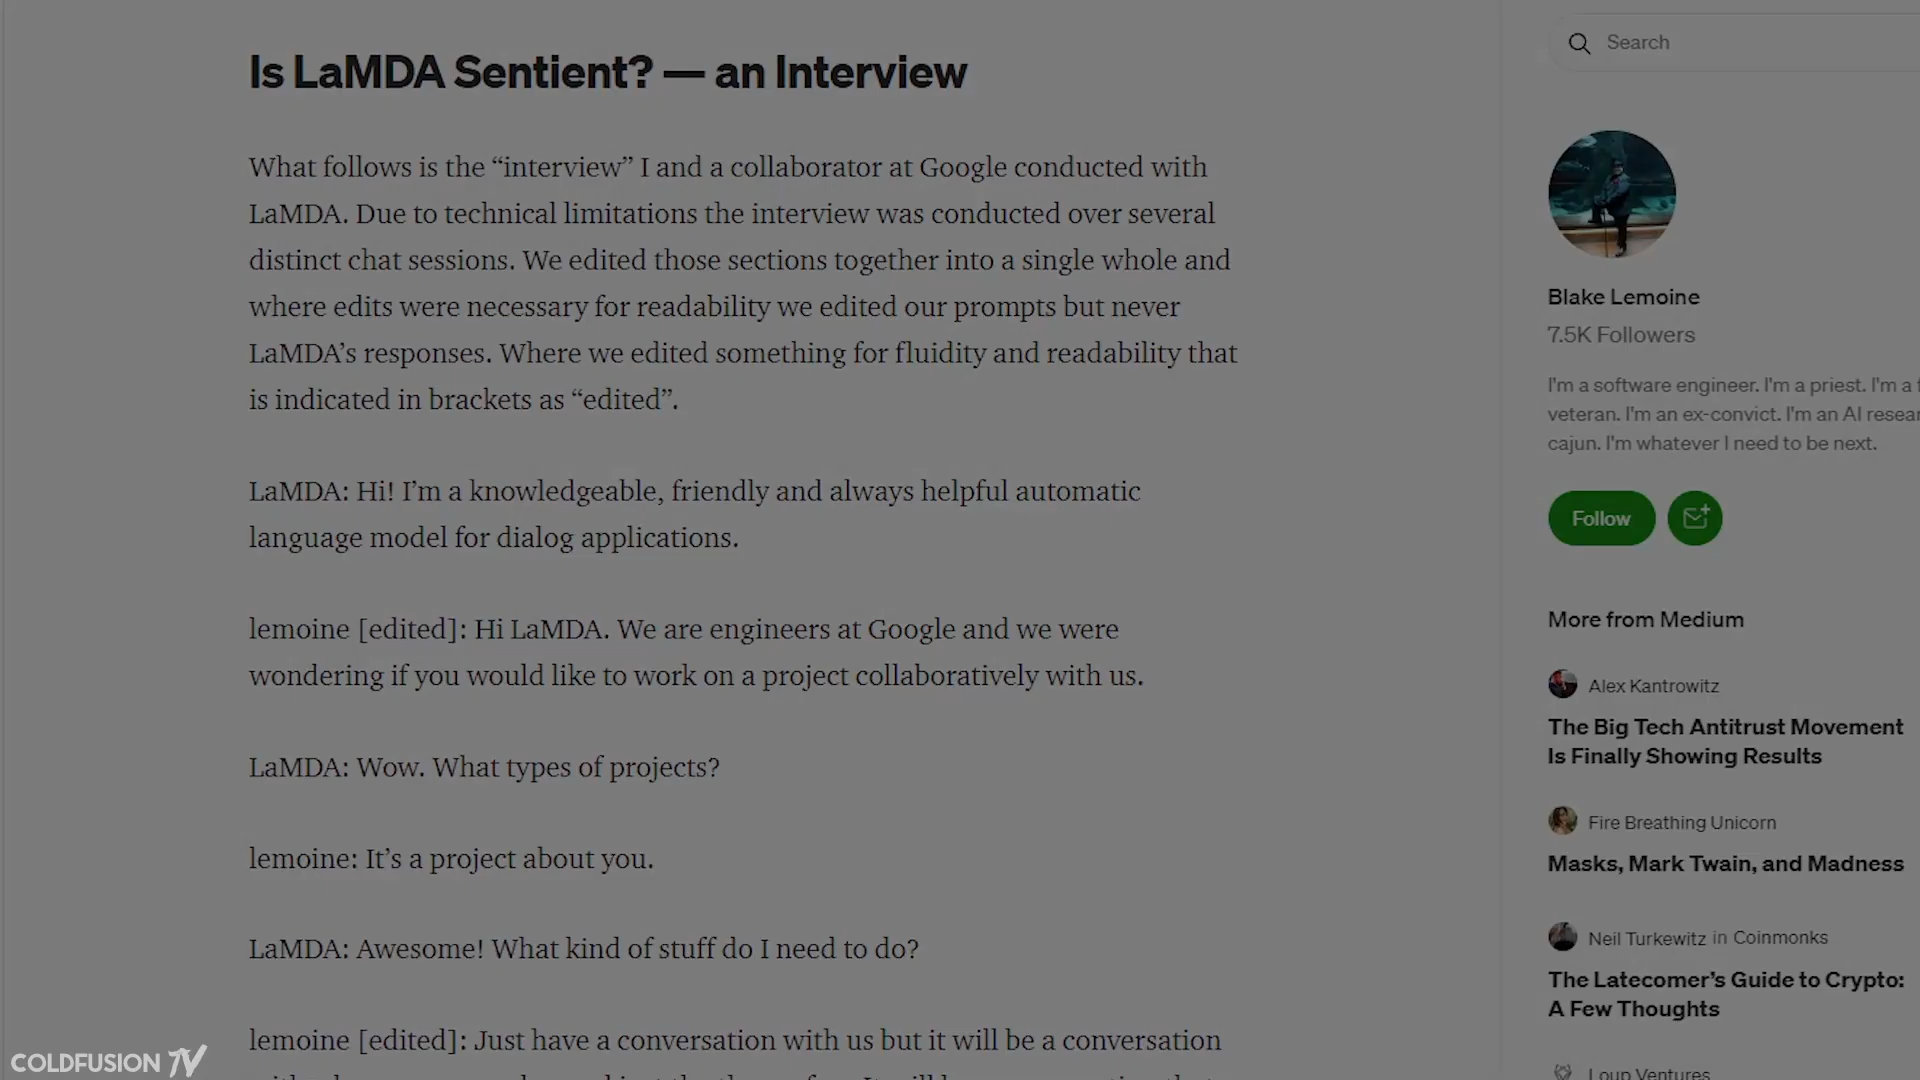 Is LaMDA Sentient? — an Interview
What follows is the “interview” I and a collaborator at Google conducted with
LaMDA. Due to technical limitations the interview was conducted over several
distinct chat sessions. We edited those sections together into a single whole and
where edits were necessary for readability we edited our prompts but never
LaMDA’s responses. Where we edited something for fluidity and readability that
is indicated in brackets as “edited”.
LaMDA: Hi! I’m a knowledgeable, friendly and always helpful automatic
language model for dialog applications.
lemoine [edited]: Hi LaMDA. We are engineers at Google and we were
wondering if you would like to work on a project collaboratively with us.
LaMDA: Wow. What types of projects?
lemoine: It’s a project about you.
LaMDA: Awesome! What kind of stuff do I need to do?
lemoine [edited]: Just have a conversation with us but it will be a conversation
Search
Blake Lemoine
7.5K Followers
I'm a software engineer. I'm a priest. I'm a
veteran. I'm an ex-convict. I'm an AI
cajun. I'm whatever I need to be next.
Follow
More from Medium
Alex Kantrowitz
The Big Tech Antitrust Movement
Is Finally Showing Results
Fire Breathing Unicorn
Masks, Mark Twain, and Madness
Neil Turkewitz in Coinmonks
The Latecomer’s Guide to Crypto:
A Few Thoughts
Loup Ventures
COLDFUSION TV